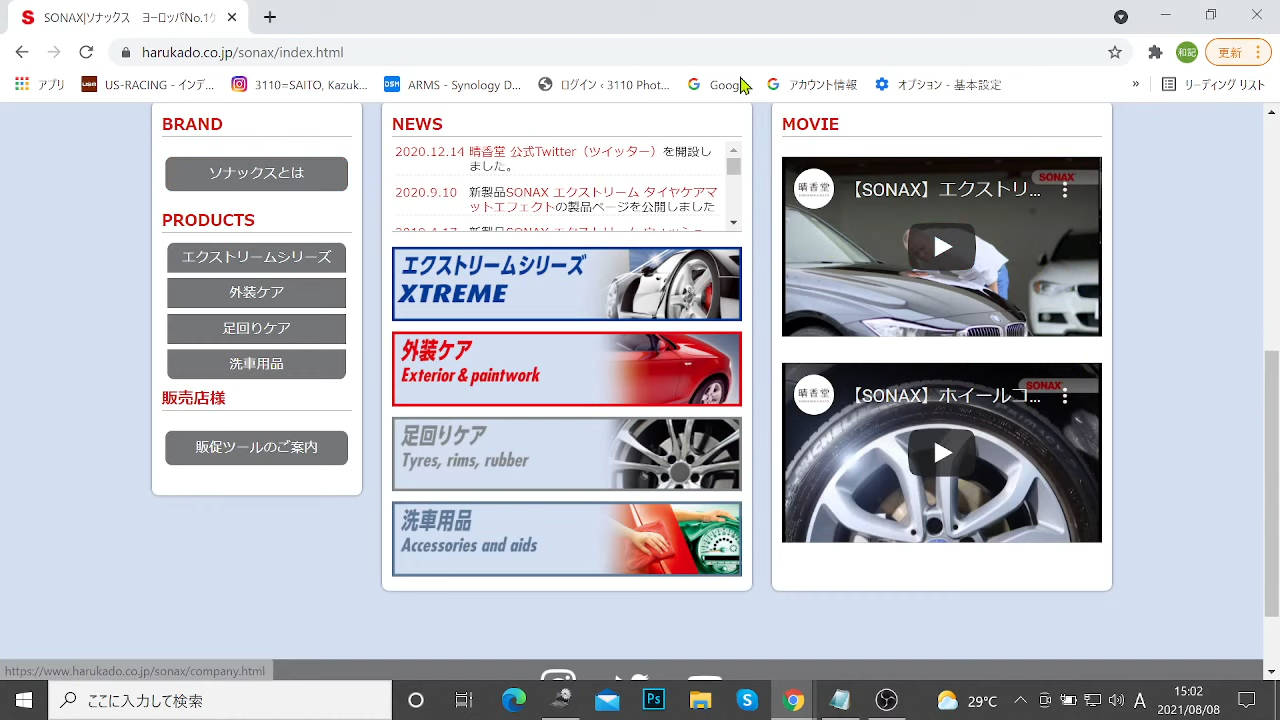 SONAX|ソナックス ヨーロッパNo.1ケ
harukado.co.jp/sonax/index.html
和記
更新
アプリ
US-RACING - インデ...
3110=SAITO, Kazuk...
DSM
ARMS - Synology D...
ログイン · 3110 Phot...
Google
アカウント情報
オプション - 基本設定
»
リーディング リスト
BRAND
ソナックスとは
PRODUCTS
エクストリームシリーズ
外装ケア
足回りケア
洗車用品
販売店様
販促ツールのご案内
NEWS
2020.12.14 晴香堂 公式Twitter（ツイッター）を開設し
ました。
2020.9.10 新製品SONAX エクストリーム タイヤケアマ
ットエフェクトの製品ページを公開しました
エクストリームシリーズ
XTREME
外装ケア
Exterior & paintwork
足回りケア
Tyres, rims, rubber
洗車用品
Accessories and aids
MOVIE
晴香堂
【SONAX】エクストリ...
SONAX
晴香堂
【SONAX】ホイールコ...
SONAX
https://www.harukado.co.jp/sonax/company.html
ここに入力して検索
Ps
29°C
A
15:02
2021/08/08